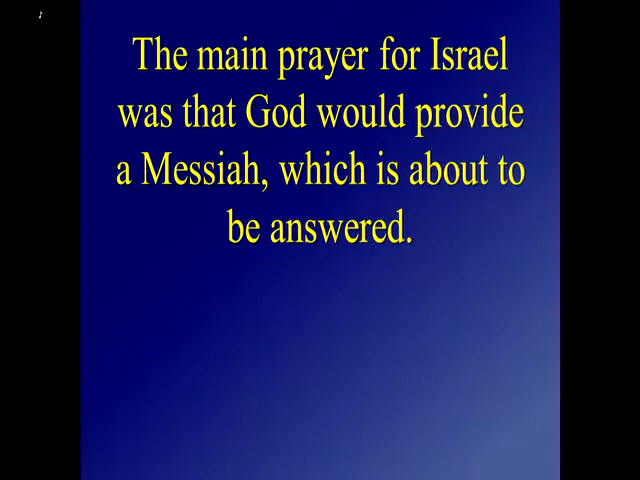 The main prayer for Israel
was that God would provide
a Messiah, which is about to
be answered.